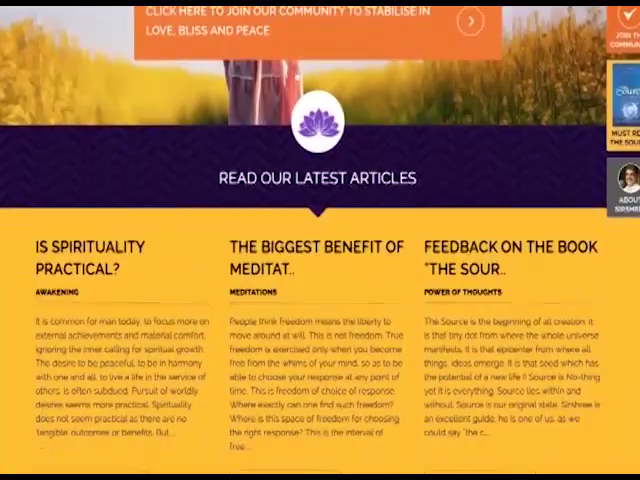 CLICK HERE TO JOIN OUR COMMUNITY TO STABILISE IN
LOVE, BLISS AND PEACE
JOIN TH
COMMUN
MUST RE
THE SOUR
ABOU
SIRSHR
READ OUR LATEST ARTICLES
IS SPIRITUALITY
PRACTICAL?
AWAKENING
It is common for man today, to focus more on
external achievements and material comfort,
ignoring the inner calling for spiritual growth.
The desire to be peaceful, to be in harmony
with one and all, to live a life in the service of
others, is often subdued. Pursuit of worldly
desires seems more practical. Spirituality
does not seem practical as there are no
tangible outcomes or benefits. But...
THE BIGGEST BENEFIT OF
MEDITAT..
MEDITATIONS
People think freedom means the liberty to
move around at will. This is not freedom. True
freedom is exercised only when you become
free from the whims of your mind, so as to be
able to choose your response at any point of
time. This is freedom of choice of response.
Where exactly can one find such freedom?
Where is this space of freedom for choosing
the right response? This is the interval of
free...
FEEDBACK ON THE BOOK
"THE SOUR..
POWER OF THOUGHTS
The Source is the beginning of all creation. It
is that tiny dot from where the whole universe
manifests. It is that epicenter from where all
things, ideas emerge. It is that seed which has
the potential of a new life !! Source is No-thing
yet it is everything. Source lies within and
without. Source is our original state. Sirshree is
an excellent guide, he is one of us, as we
could say "the c...